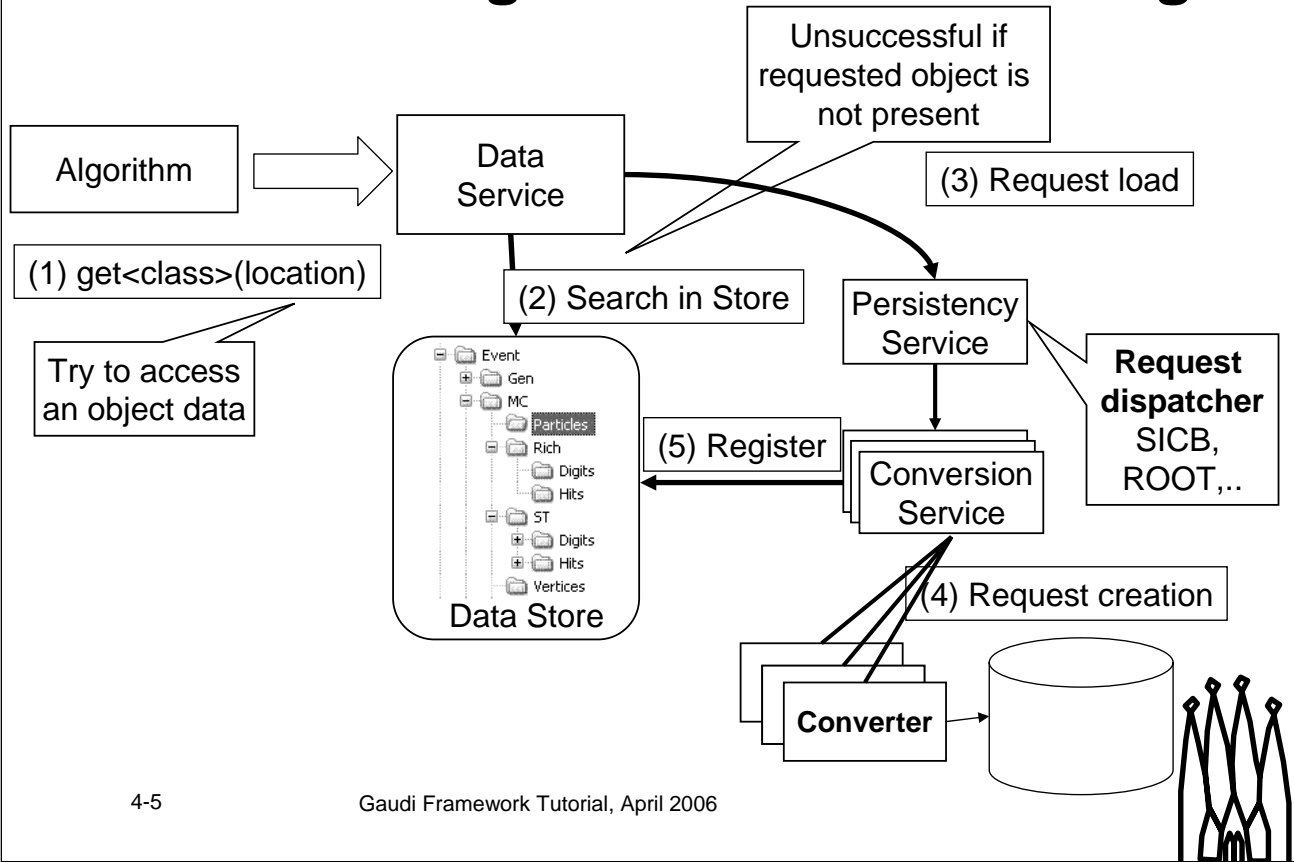 Unsuccessful if
requested object is
not present
Algorithm
Data
Service
(3) Request load
(1) get<class>(location)
(2) Search in Store
Persistency
Service
Try to access
an object data
Request
dispatcher
SICB,
ROOT,..
Event
Gen
MC
Particles
Rich
Digits
Hits
ST
Digits
Hits
Vertices
Data Store
(5) Register
Conversion
Service
(4) Request creation
Converter
4-5
Gaudi Framework Tutorial, April 2006